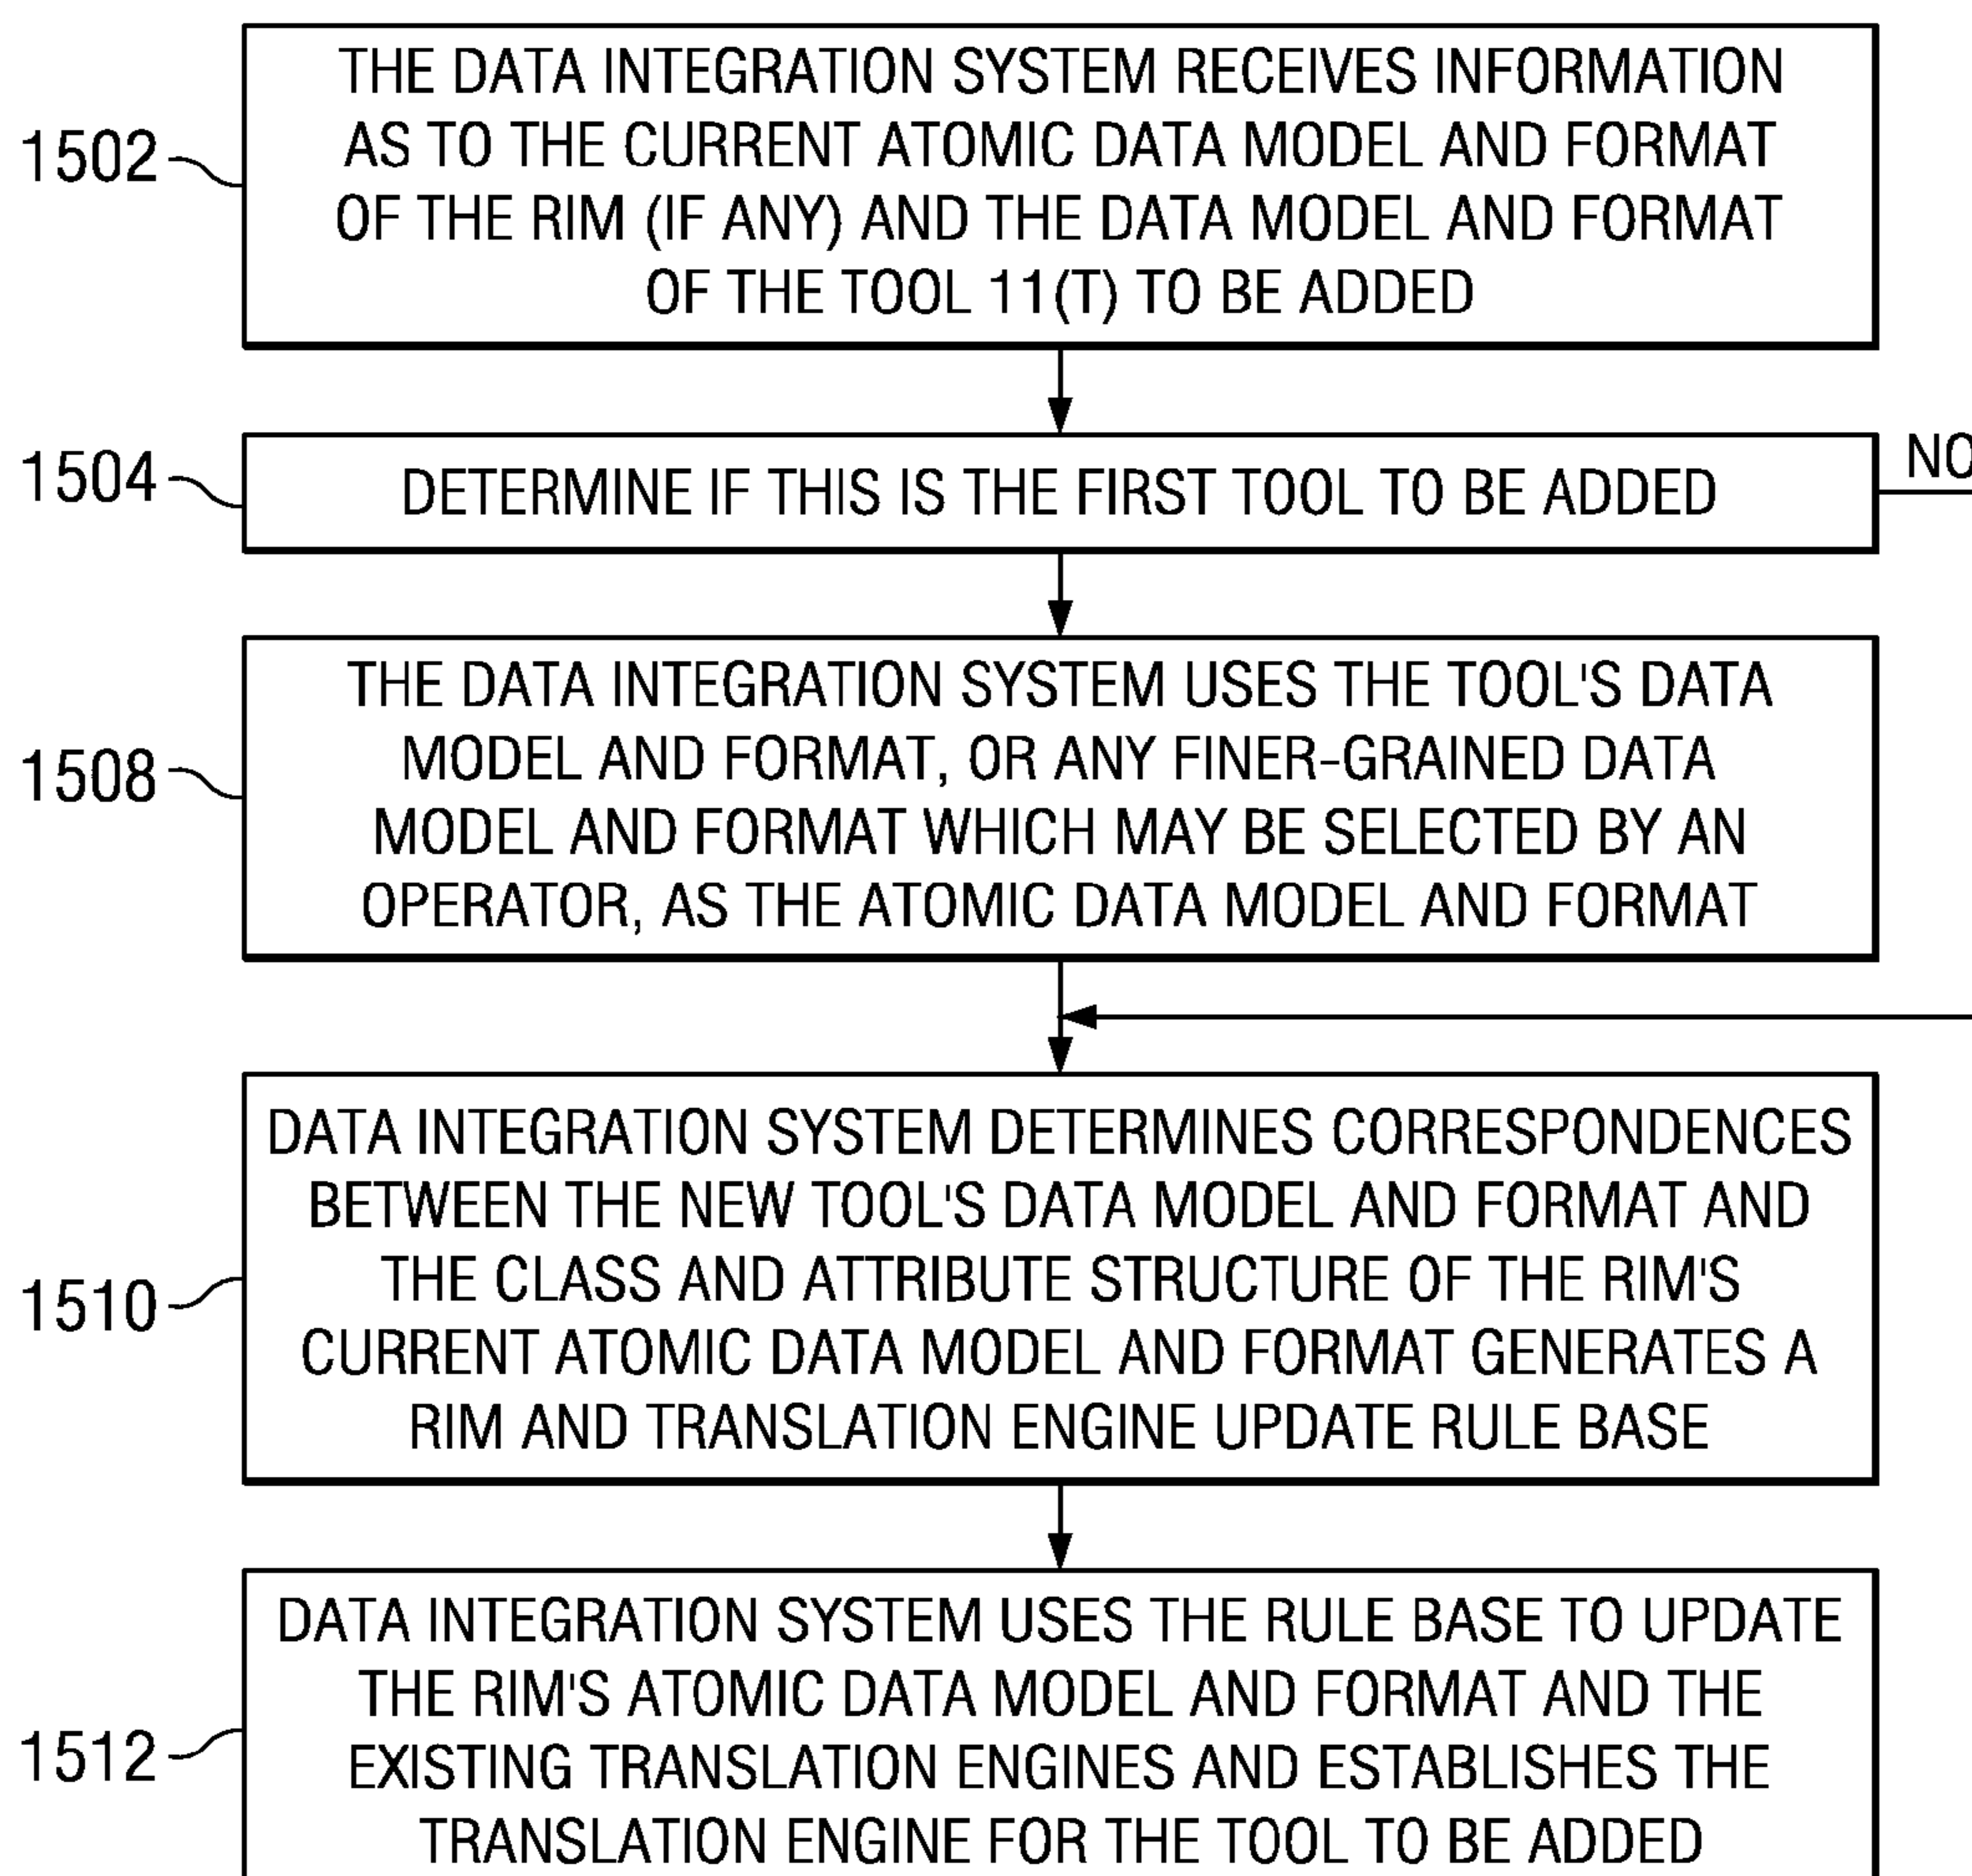 THE DATA INTEGRATION SYSTEM RECEIVES INFORMATION
AS TO THE CURRENT ATOMIC DATA MODEL AND FORMAT
OF THE RIM (IF ANY) AND THE DATA MODEL AND FORMAT
OF THE TOOL 11(T) TO BE ADDED
1502
1504
DETERMINE IF THIS IS THE FIRST TOOL TO BE ADDED
NO
THE DATA INTEGRATION SYSTEM USES THE TOOL'S DATA
MODEL AND FORMAT, OR ANY FINER-GRAINED DATA
MODEL AND FORMAT WHICH MAY BE SELECTED BY AN
OPERATOR, AS THE ATOMIC DATA MODEL AND FORMAT
1508
DATA INTEGRATION SYSTEM DETERMINES CORRESPONDENCES
BETWEEN THE NEW TOOL'S DATA MODEL AND FORMAT AND
THE CLASS AND ATTRIBUTE STRUCTURE OF THE RIM'S
CURRENT ATOMIC DATA MODEL AND FORMAT GENERATES A
RIM AND TRANSLATION ENGINE UPDATE RULE BASE
1510
DATA INTEGRATION SYSTEM USES THE RULE BASE TO UPDATE
THE RIM'S ATOMIC DATA MODEL AND FORMAT AND THE
EXISTING TRANSLATION ENGINES AND ESTABLISHES THE
TRANSLATION ENGINE FOR THE TOOL TO BE ADDED
1512